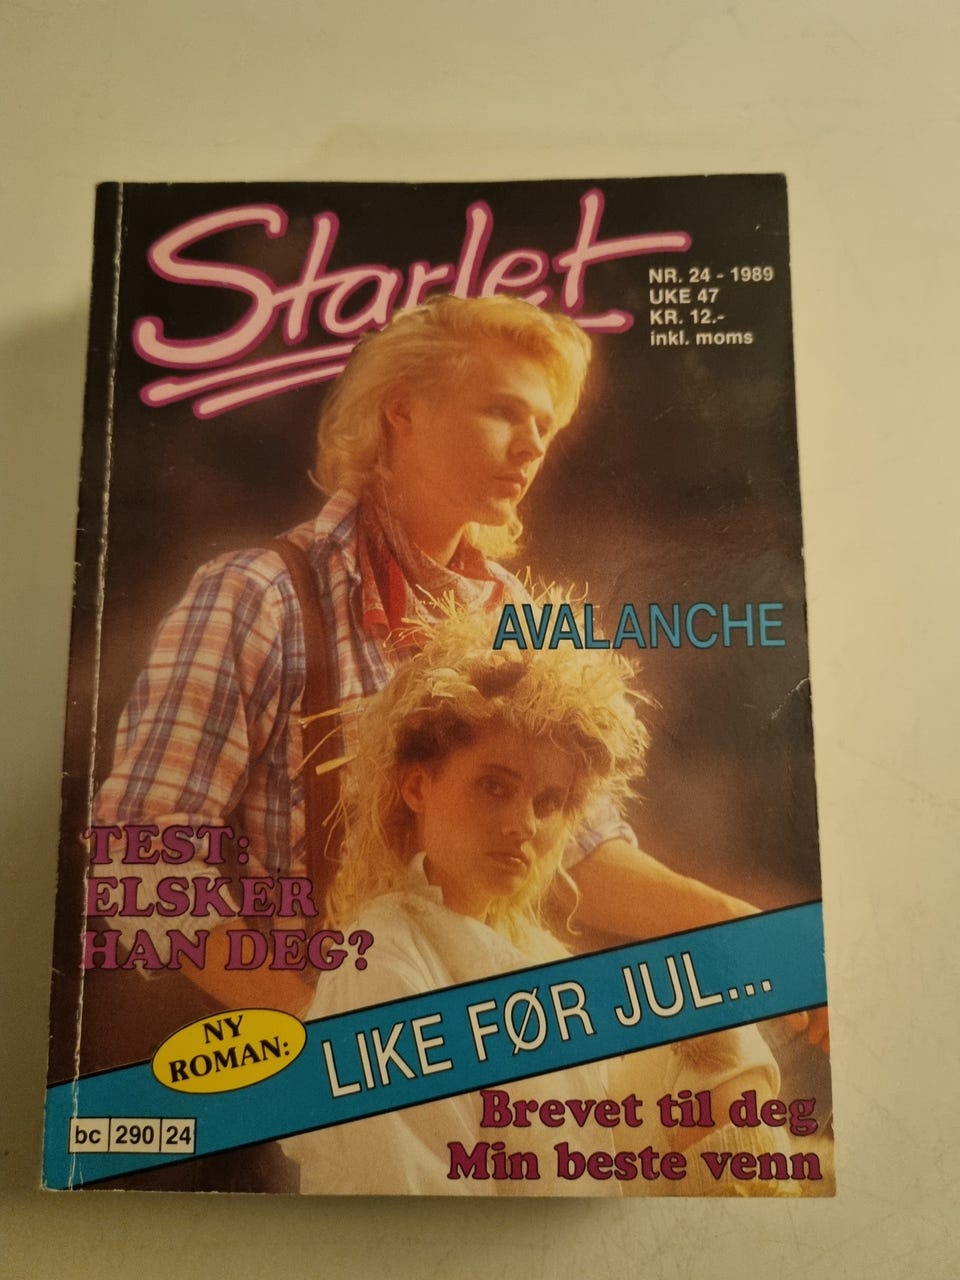 Starlet
NR. 24 - 1989
UKE 47
KR. 12.-
inkl. moms
AVALANCHE
TEST:
ELSKER
HAN DEG?
NY
ROMAN:
LIKE FØR JUL...
Brevet til deg
Min beste venn
bc 290 24